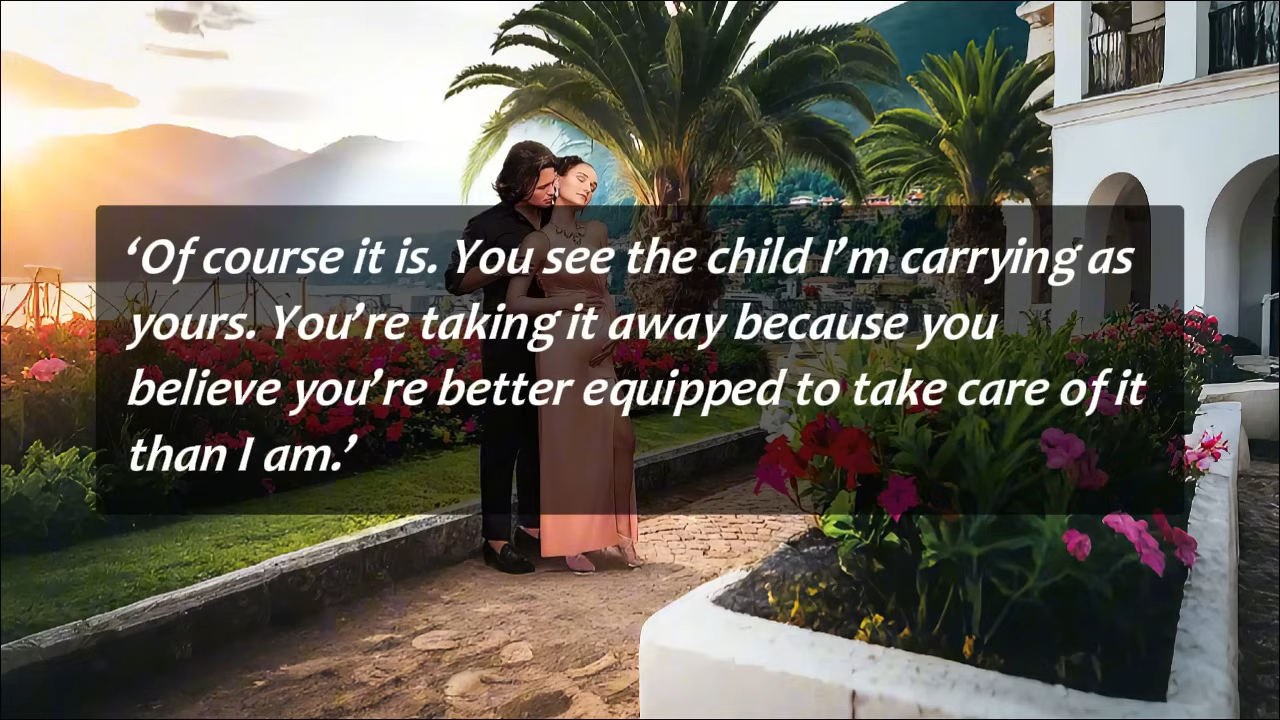 ‘Of course it is. You see the child I’m carrying as
yours. You’re taking it away because you
believe you’re better equipped to take care of it
than I am.’